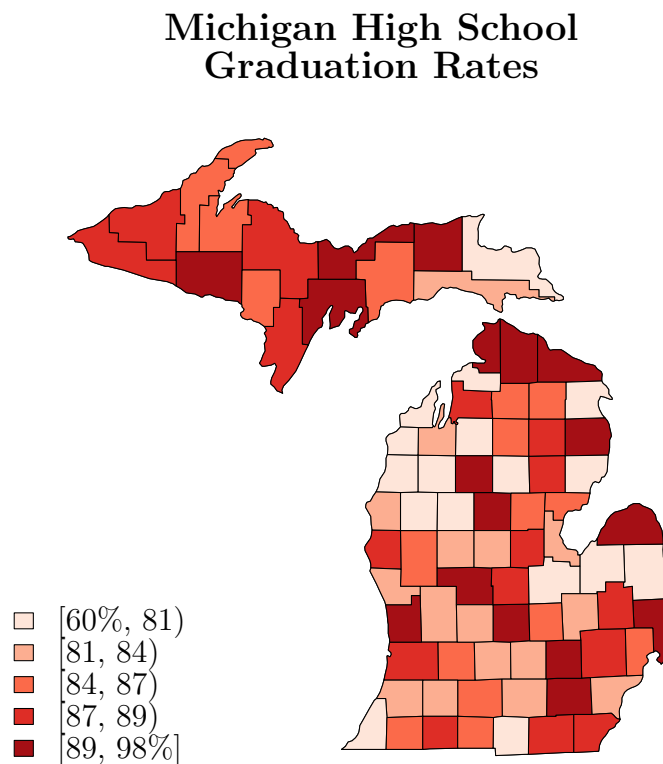 Michigan High School
Graduation Rates
[60%, 81)
[81, 84)
[84, 87)
[87, 89)
[89, 98%]